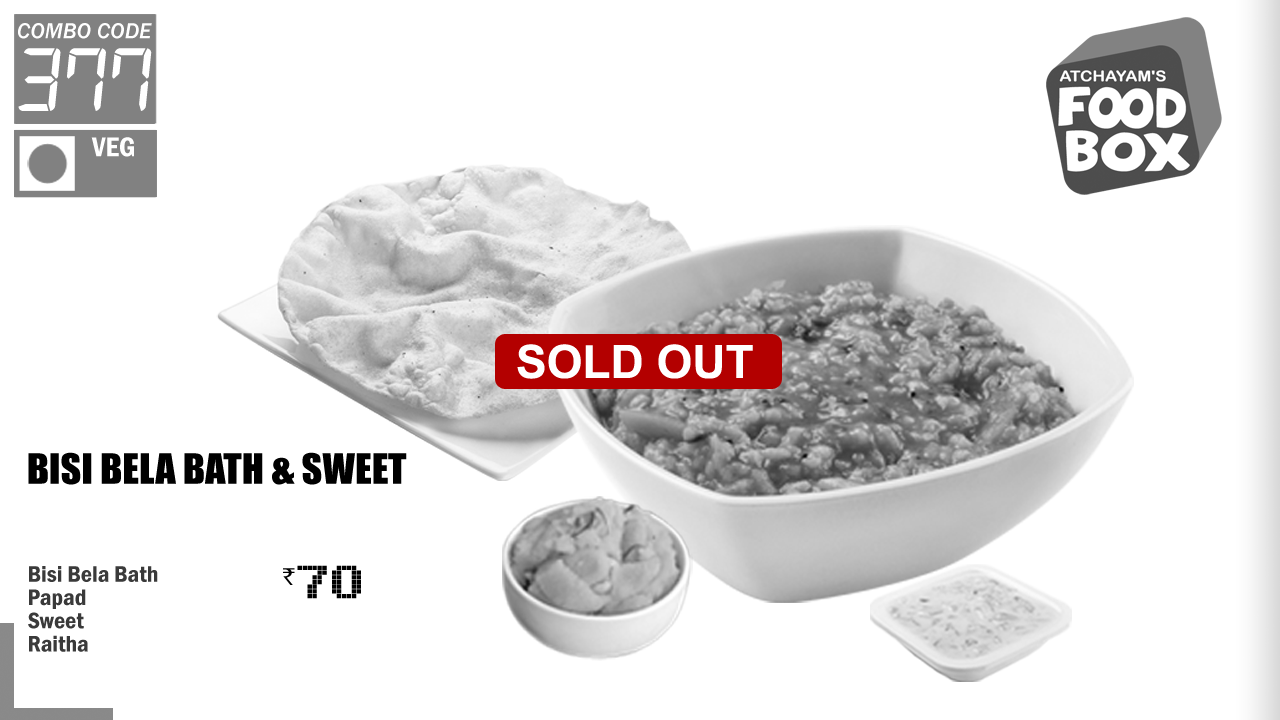 COMBO CODE
377
VEG
ATCHAYAM'S
FOOD
BOX
SOLD OUT
BISI BELA BATH & SWEET
Bisi Bela Bath
Papad
Sweet
Raitha
₹70